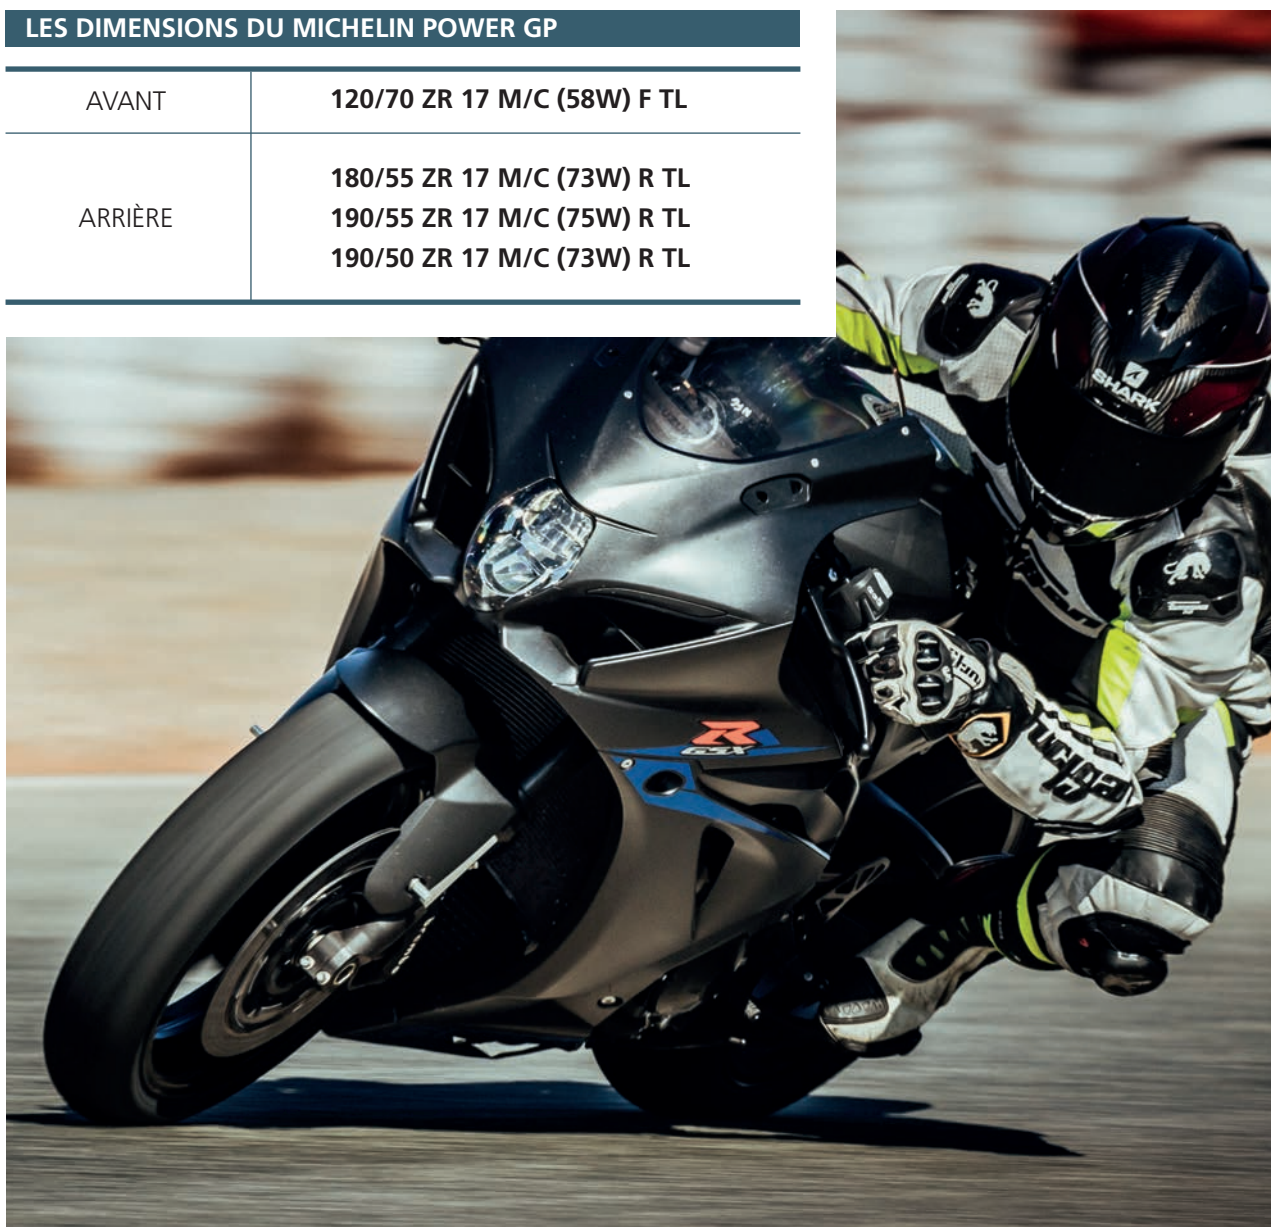 LES DIMENSIONS DU MICHELIN POWER GP
AVANT
120/70 ZR 17 M/C (58W) F TL
ARRIÈRE
180/55 ZR 17 M/C (73W) R TL
190/55 ZR 17 M/C (75W) R TL
190/50 ZR 17 M/C (73W) R TL
SHARK
R
GSX
furygan